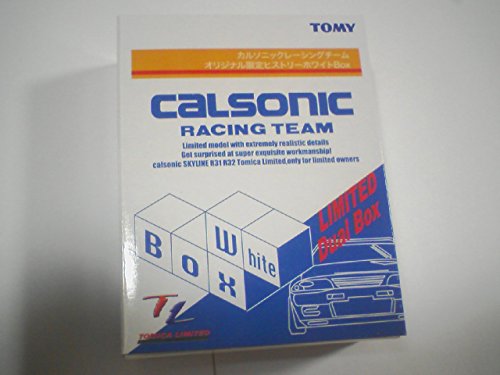 TOMY
カルソニックレーシングチーム
オリジナル限定ヒストリーホワイトBox
CALSONIC
RACING TEAM
Limited model with extremely realistic details
Get surprised at super exquisite workmanship!
calsonic SKYLINE R31 R32 Tomica Limited,only for limited owners
LIMITED
Dual Box
White
Box
TL
TOMICA LIMITED